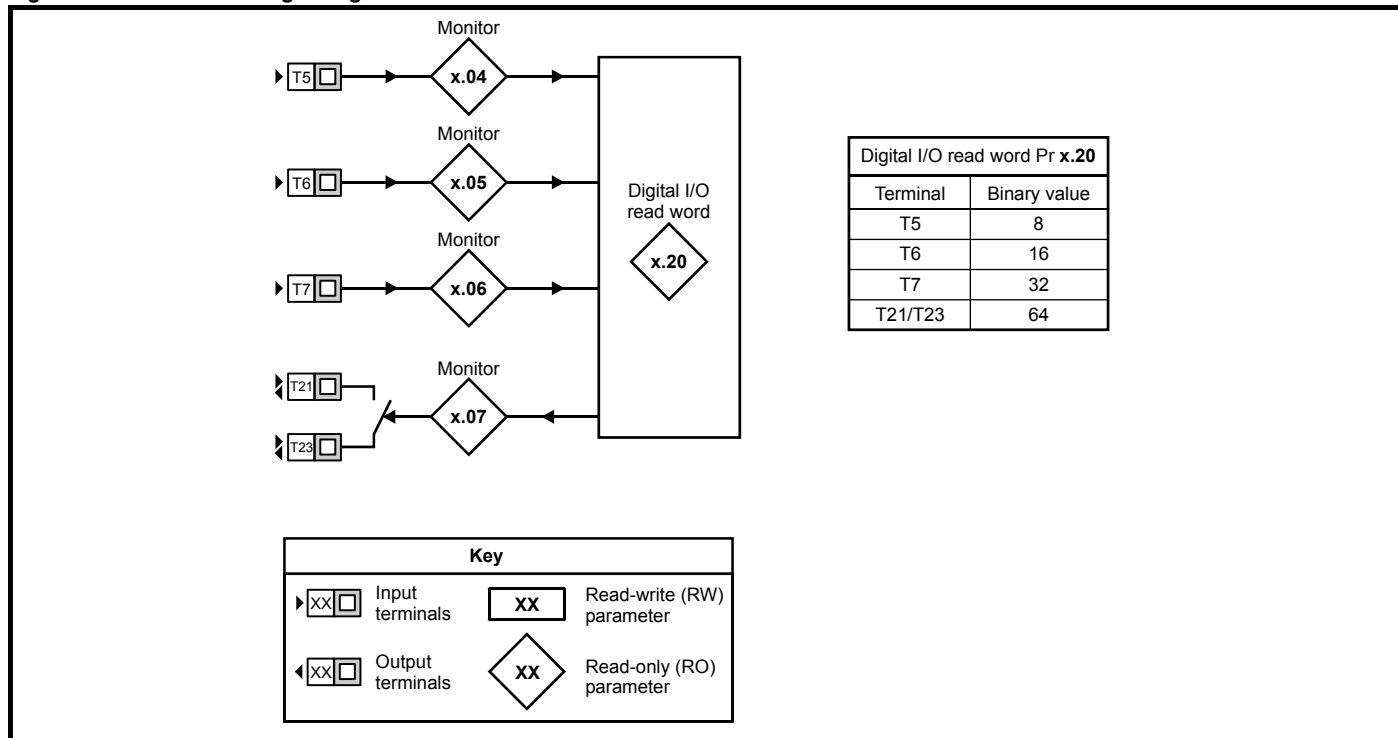 Monitor
T5
x.04
Monitor
T6
x.05
Digital I/O
read word
x.20
Monitor
T7
x.06
Monitor
T21
x.07
T23
Digital I/O read word Pr x.20
Terminal Binary value
T5 8
T6 16
T7 32
T21/T23 64
Key
XX Input
terminals
XX Read-write (RW)
parameter
XX Output
terminals
XX Read-only (RO)
parameter